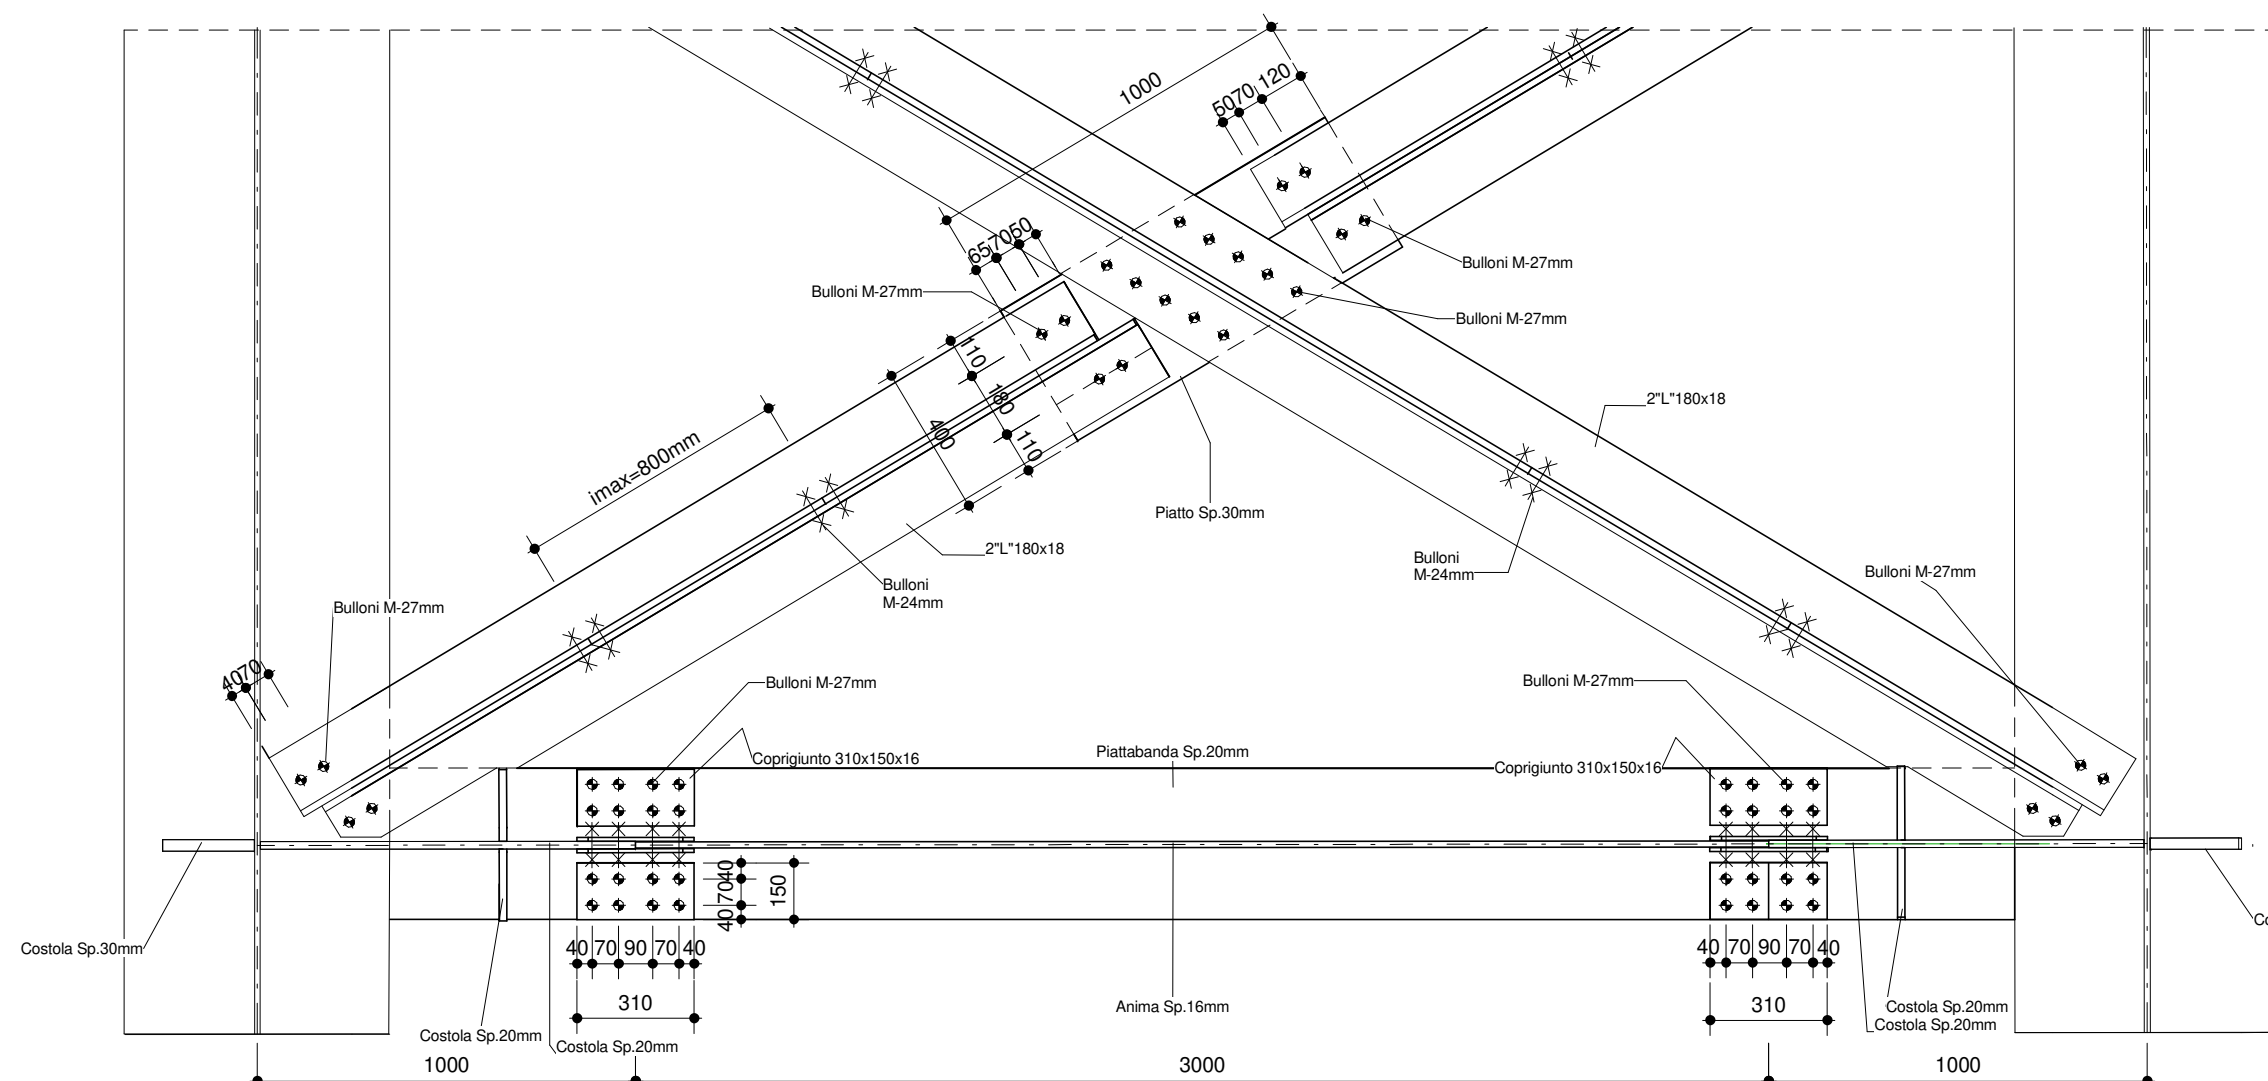 1000
5070 120
657050
Bulloni M-27mm
Bulloni M-27mm
Bulloni M-27mm
110
180
110
400
imax=800mm
2"L"180x18
Piatto Sp.30mm
2"L"180x18
Bulloni
M-24mm
Bulloni
M-24mm
Bulloni M-27mm
Bulloni M-27mm
4070
Bulloni M-27mm
Bulloni M-27mm
Coprigiunto 310x150x16
Piattabanda Sp.20mm
Coprigiunto 310x150x16
40 70 40
150
Costola Sp.30mm
40 70 90 70 40
40 70 90 70 40
310
310
Anima Sp.16mm
Costola Sp.20mm
Costola Sp.20mm
Costola Sp.20mm
Costola Sp.20mm
Co
1000
3000
1000